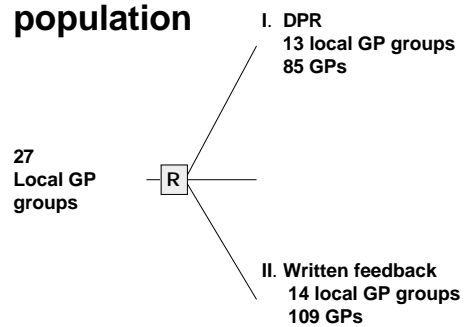 population
I. DPR
13 local GP groups
85 GPs
27
Local GP
groups
R
II. Written feedback
14 local GP groups
109 GPs